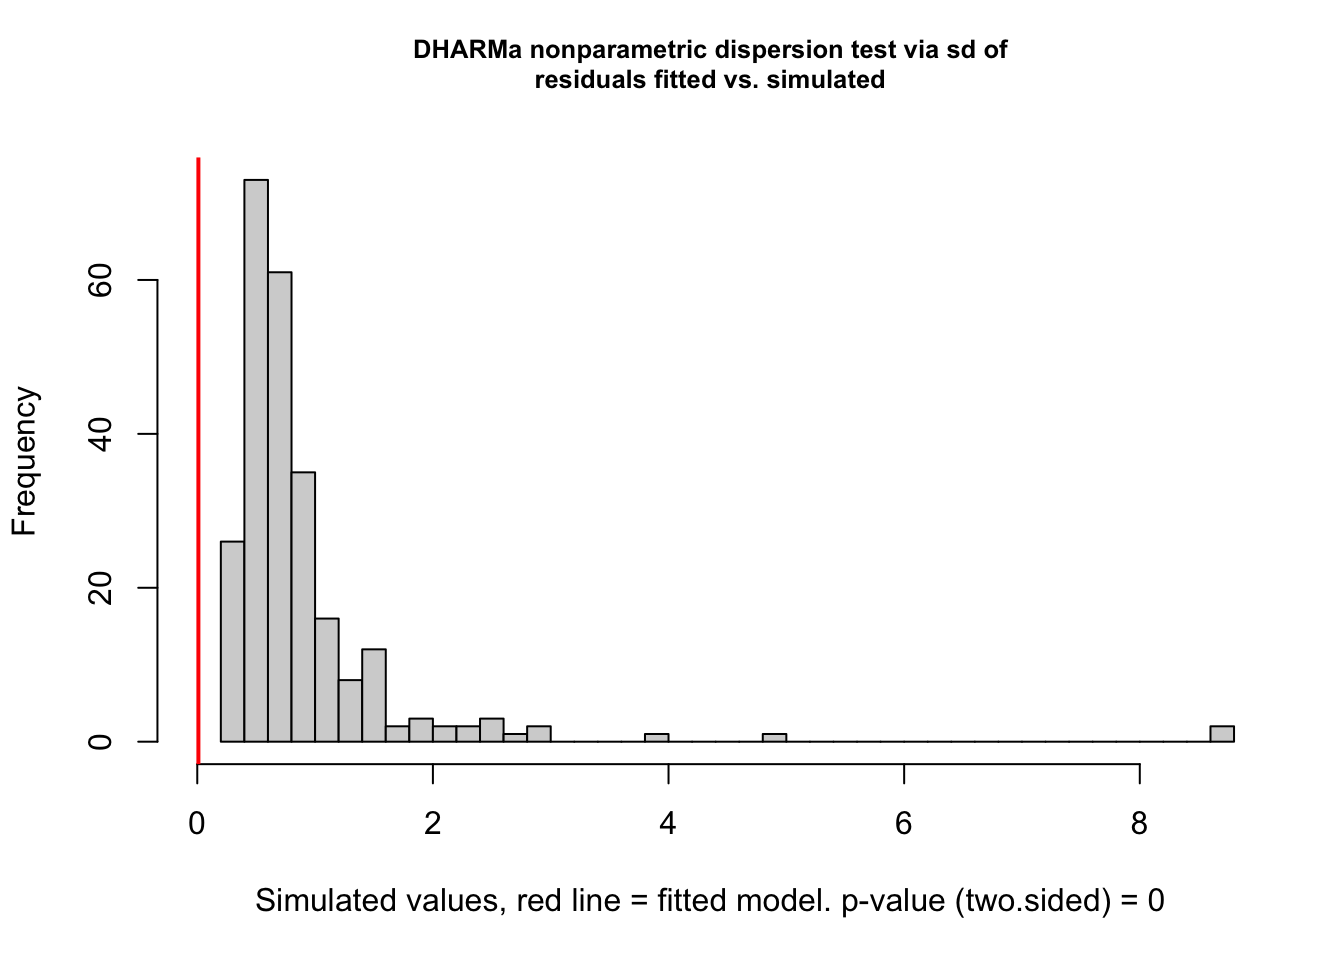 DHARMa nonparametric dispersion test via sd of
residuals fitted vs. simulated
Frequency
60
40
20
0
0 2 4 6 8
Simulated values, red line = fitted model. p-value (two.sided) = 0